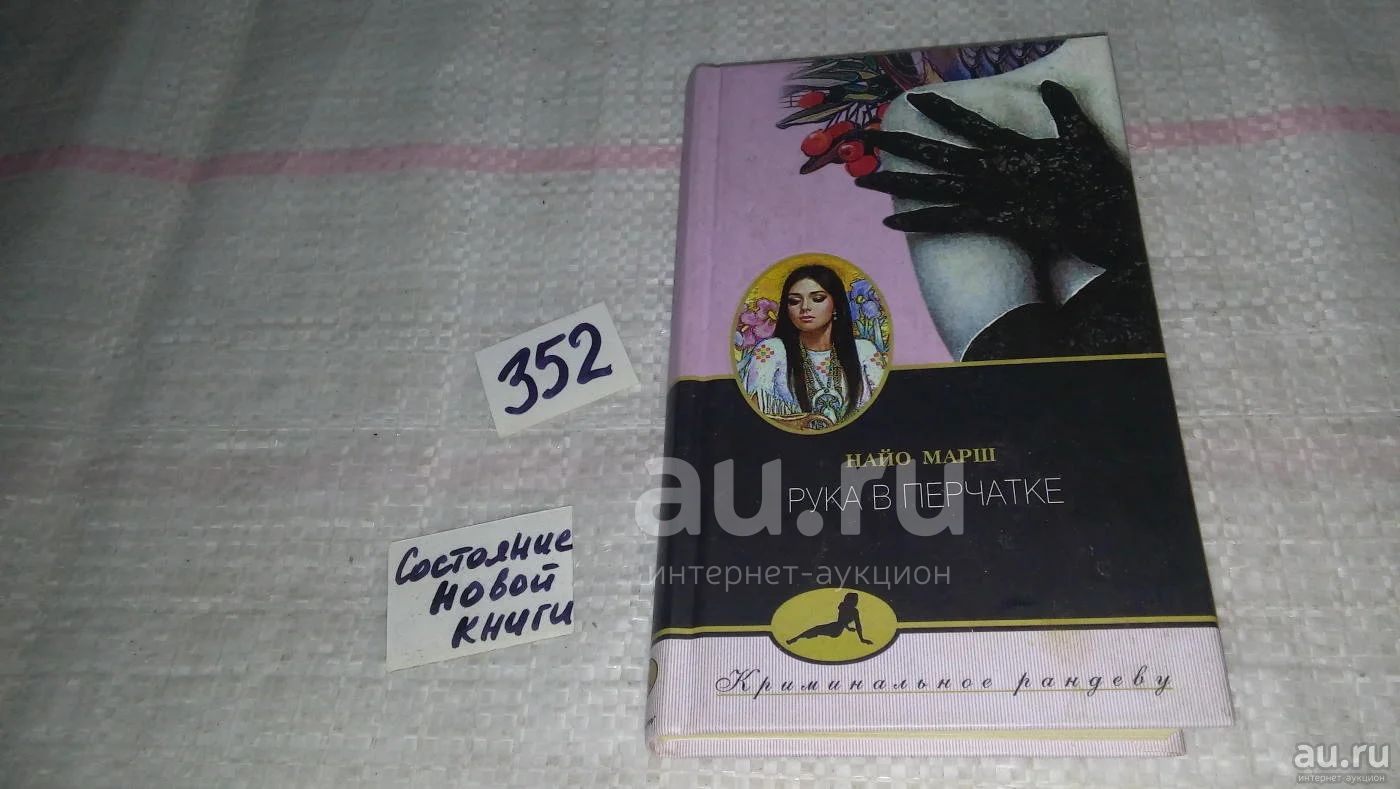 352
Состояние
новой
книги
НАЙО МАРШ
РУКА В ПЕРЧАТКЕ
au.ru
интернет-аукцион
Криминальное рандеву
au.ru
интернет-аукцион